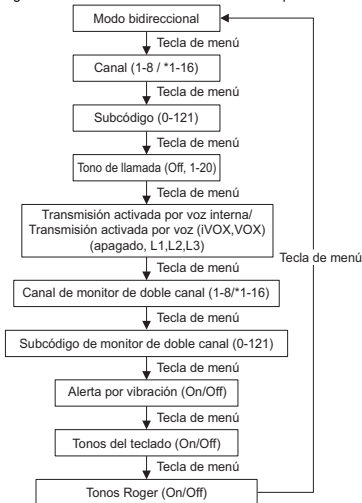 Modo bidireccional
Tecla de menú
Canal (1-8 / *1-16)
Tecla de menú
Subcódigo (0-121)
Tecla de menú
Tono de llamada (Off, 1-20)
Tecla de menú
Transmisión activada por voz interna/
Transmisión activada por voz (iVOX,VOX)
(apagado, L1,L2,L3)
Tecla de menú
Tecla de menú
Canal de monitor de doble canal (1-8/*1-16)
Tecla de menú
Subcódigo de monitor de doble canal (0-121)
Tecla de menú
Alerta por vibración (On/Off)
Tecla de menú
Tonos del teclado (On/Off)
Tecla de menú
Tonos Roger (On/Off)